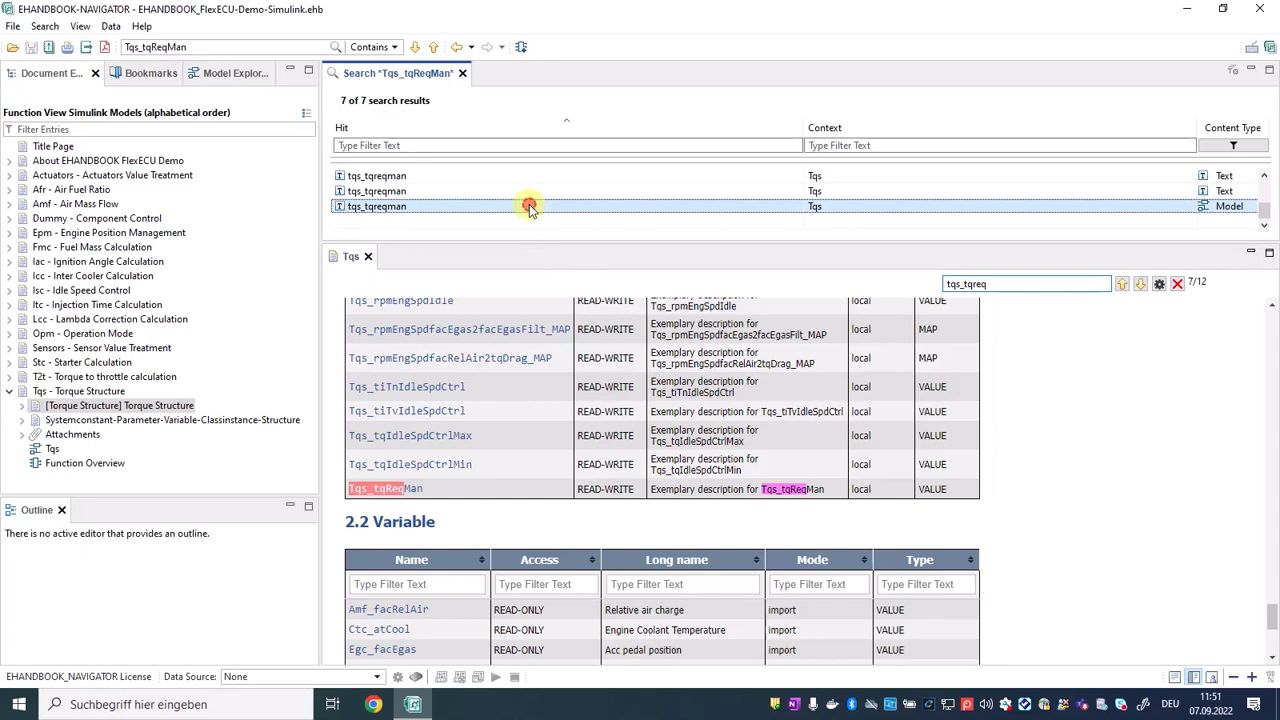 EHANDBOOK-NAVIGATOR - EHANDBOOK_FlexECU-Demo-Simulink.ehb
File Search View Data Help
Tqs_tqReqMan Contains
Document E... Bookmarks Model Explor... Search *Tqs_tqReqMan*
Function View Simulink Models (alphabetical order)
Filter Entries
Title Page
About EHANDBOOK FlexECU Demo
Actuators - Actuators Value Treatment
Afr - Air Fuel Ratio
Amf - Air Mass Flow
Dummy - Component Control
Epm - Engine Position Management
Fmc - Fuel Mass Calculation
Iac - Ignition Angle Calculation
Icc - Inter Cooler Calculation
Isc - Idle Speed Control
Itc - Injection Time Calculation
Lcc - Lambda Correction Calculation
Opm - Operation Mode
Sensors - Sensor Value Treatment
Stc - Starter Calculation
T2t - Torque to throttle calculation
Tqs - Torque Structure
[Torque Structure] Torque Structure
Systemconstant-Parameter-Variable-Classinstance-Structure
Attachments
Tqs
Function Overview
Outline
There is no active editor that provides an outline.
7 of 7 search results
Hit Context Content Type
Type Filter Text Type Filter Text
tqs_tqreqman Tqs Text
tqs_tqreqman Tqs Text
tqs_tqreqman Tqs Model
Tqs
tqs_tqreq 7/12
Tqs_rpmEngSpdIdle READ-WRITE Exemplary description for Tqs_rpmEngSpdIdle local VALUE
Tqs_rpmEngSpdfacEgas2facEgasFilt_MAP READ-WRITE Exemplary description for Tqs_rpmEngSpdfacEgas2facEgasFilt_MAP local MAP
Tqs_rpmEngSpdfacRelAir2tqDrag_MAP READ-WRITE Exemplary description for Tqs_rpmEngSpdfacRelAir2tqDrag_MAP local MAP
Tqs_tiTnIdleSpdCtrl READ-WRITE Exemplary description for Tqs_tiTnIdleSpdCtrl local VALUE
Tqs_tiTvIdleSpdCtrl READ-WRITE Exemplary description for Tqs_tiTvIdleSpdCtrl local VALUE
Tqs_tqIdleSpdCtrlMax READ-WRITE Exemplary description for Tqs_tqIdleSpdCtrlMax local VALUE
Tqs_tqIdleSpdCtrlMin READ-WRITE Exemplary description for Tqs_tqIdleSpdCtrlMin local VALUE
Tqs_tqReqMan READ-WRITE Exemplary description for Tqs_tqReqMan local VALUE
2.2 Variable
Name Access Long name Mode Type
Type Filter Text Type Filter Text Type Filter Text Type Filter Text Type Filter Text
Amf_facRelAir READ-ONLY Relative air charge import VALUE
Ctc_atCool READ-ONLY Engine Coolant Temperature import VALUE
Egc_facEgas READ-ONLY Acc pedal position import VALUE
EHANDBOOK_NAVIGATOR License Data Source: None
Suchbegriff hier eingeben
DEU
11:51
07.09.2022